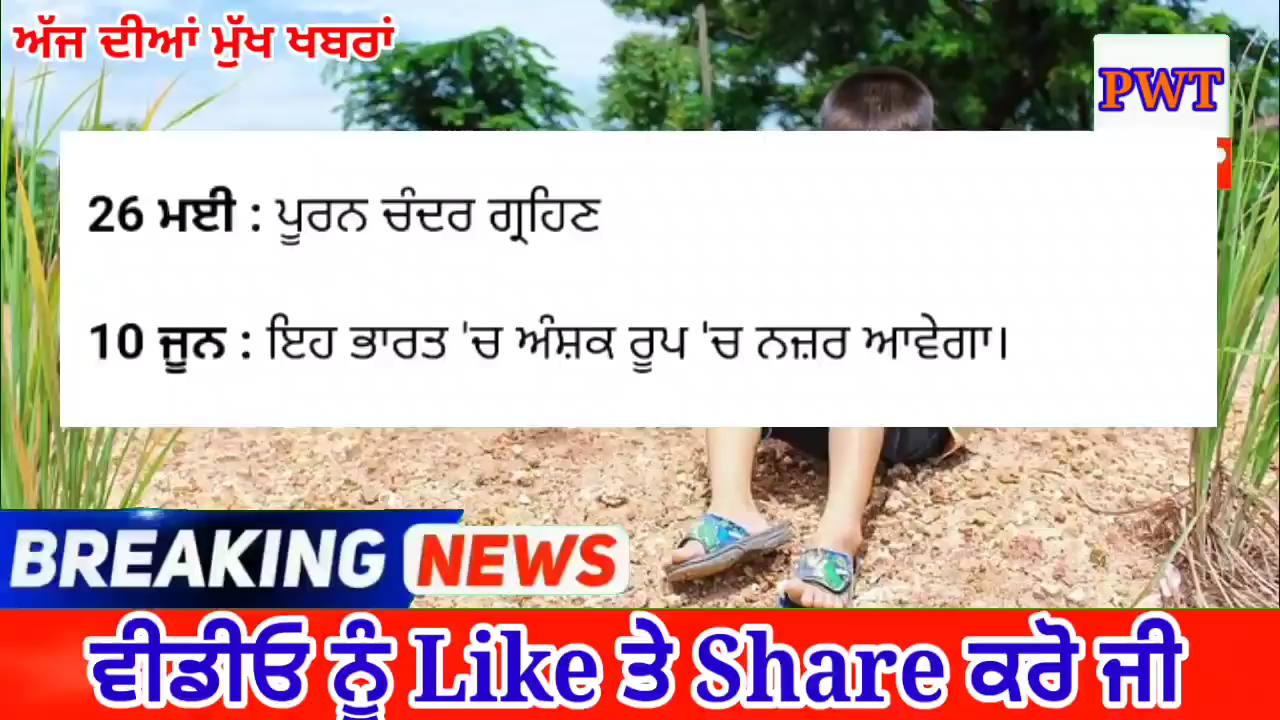 ਅੱਜ ਦੀਆਂ ਮੁੱਖ ਖਬਰਾਂ
PWT
26 ਮਈ : ਪੂਰਨ ਚੰਦਰ ਗ੍ਰਹਿਣ
10 ਜੂਨ : ਇਹ ਭਾਰਤ 'ਚ ਅੰਸ਼ਕ ਰੂਪ 'ਚ ਨਜ਼ਰ ਆਵੇਗਾ।
BREAKING NEWS
ਵੀਡੀਓ ਨੂੰ Like ਤੇ Share ਕਰੋ ਜੀ